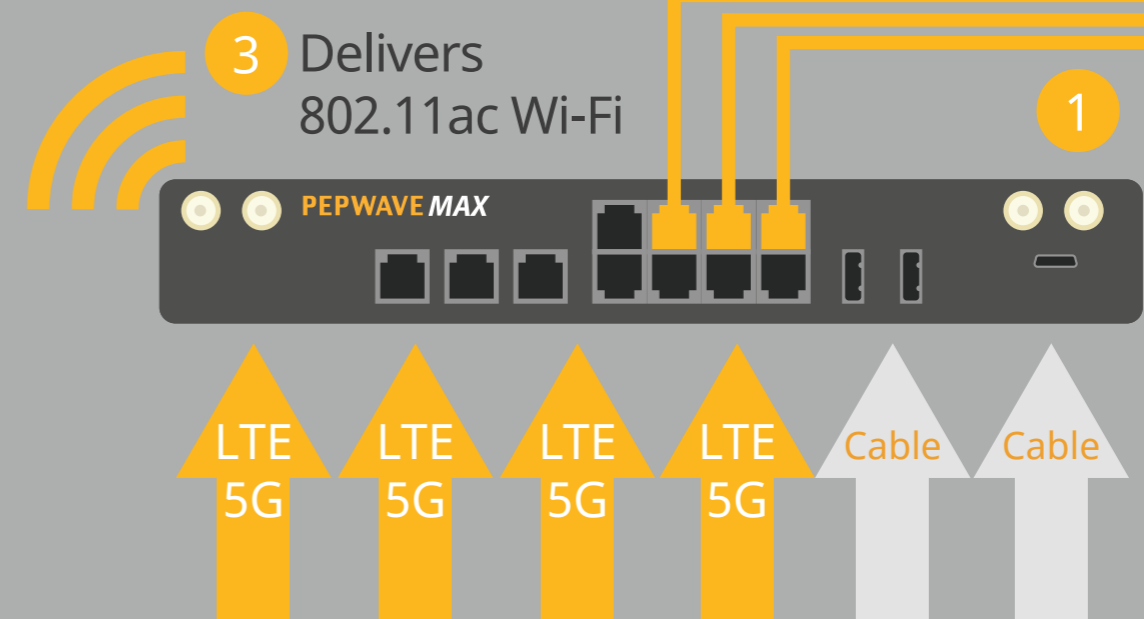 3
Delivers
802.11ac Wi-Fi
1
PEPWAVE MAX
LTE
5G
LTE
5G
LTE
5G
LTE
5G
Cable
Cable